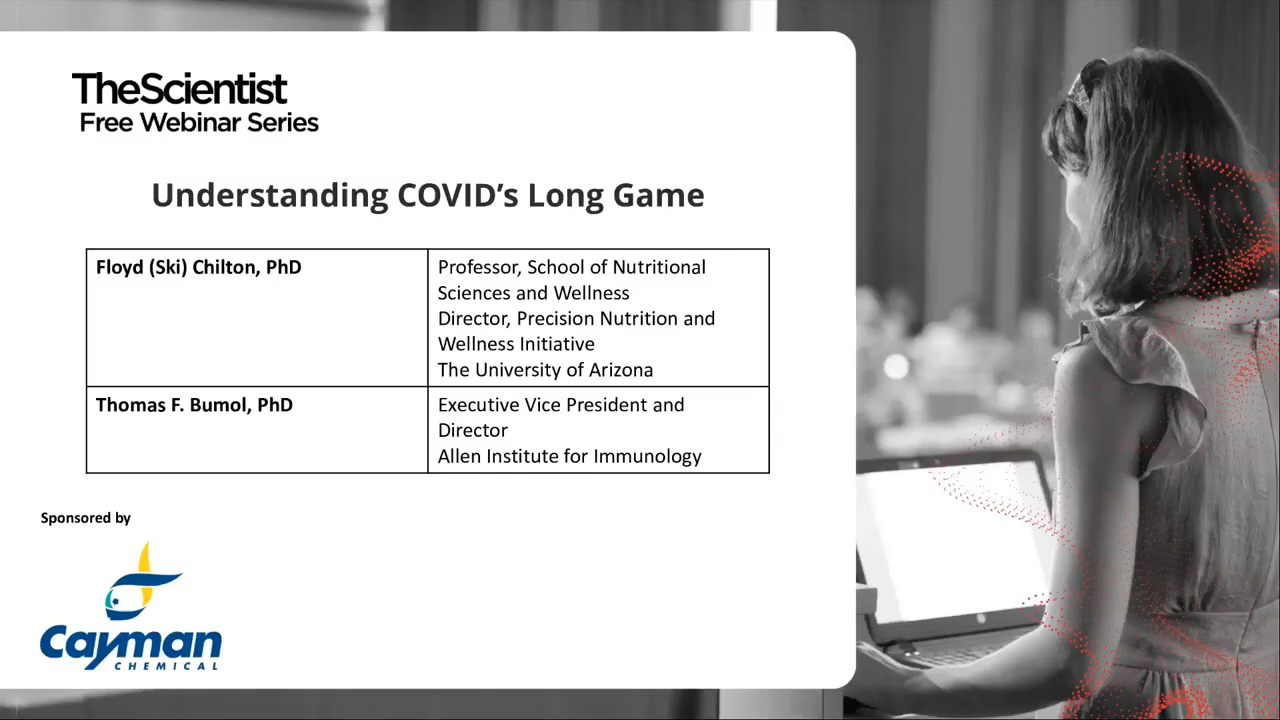 TheScientist
Free Webinar Series
Understanding COVID's Long Game
Floyd (Ski) Chilton, PhD
Professor, School of Nutritional
Sciences and Wellness
Director, Precision Nutrition and
Wellness Initiative
The University of Arizona
Thomas F. Bumol, PhD
Executive Vice President and
Director
Allen Institute for Immunology
Sponsored by
Cayman
CHEMICAL